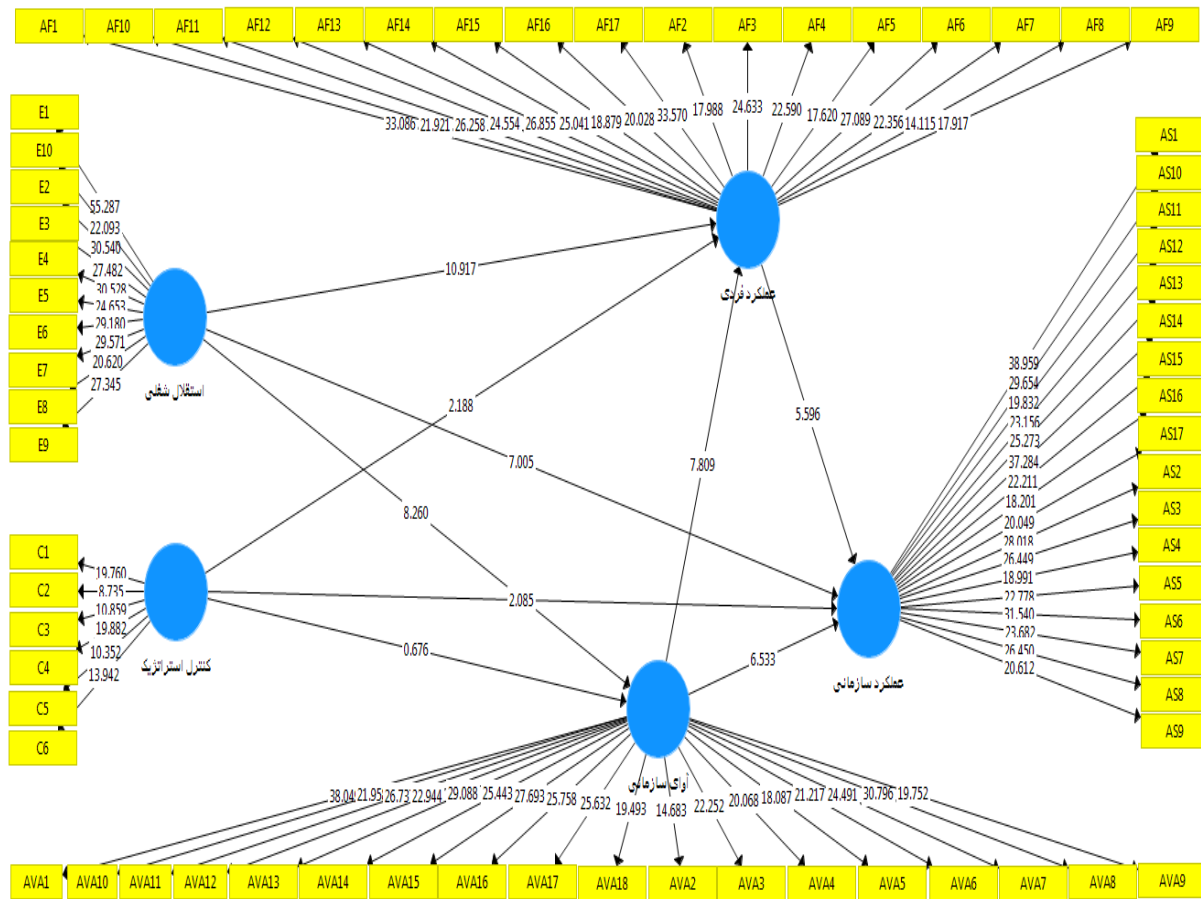 AF1 AF10 AF11 AF12 AF13 AF14 AF15 AF16 AF17 AF2 AF3 AF4 AF5 AF6 AF7 AF8 AF9
33.086 21.921 26.258 24.554 26.855 25.041 18.879 20.028 33.570 17.988 24.633 22.590 17.620 27.089 22.356 14.115 17.917
E1
E10
E2
E3
E4
E5
E6
E7
E8
E9
55.287
22.093
30.540
27.482
30.528
24.653
29.180
29.571
20.620
27.345
استقلال شغلی
عملکرد فردی
10.917
2.188
5.596
7.809
7.005
8.260
2.085
0.676
6.533
C1
C2
C3
C4
C5
C6
19.760
8.735
10.859
19.882
10.352
13.942
کنترل استراتژیک
AS1
AS10
AS11
AS12
AS13
AS14
AS15
AS16
AS17
AS2
AS3
AS4
AS5
AS6
AS7
AS8
AS9
38.959
29.654
19.832
23.156
25.273
37.284
22.211
18.201
20.049
28.018
26.449
18.991
22.778
31.540
23.682
26.450
20.612
عملکرد سازمانی
آوای سازمانی
38.04 21.95 26.73 22.944 29.088 25.443 27.693 25.758 25.632 19.493 14.683 22.252 20.068 18.087 21.217 24.491 30.796 19.752
AVA1 AVA10 AVA11 AVA12 AVA13 AVA14 AVA15 AVA16 AVA17 AVA18 AVA2 AVA3 AVA4 AVA5 AVA6 AVA7 AVA8 AVA9